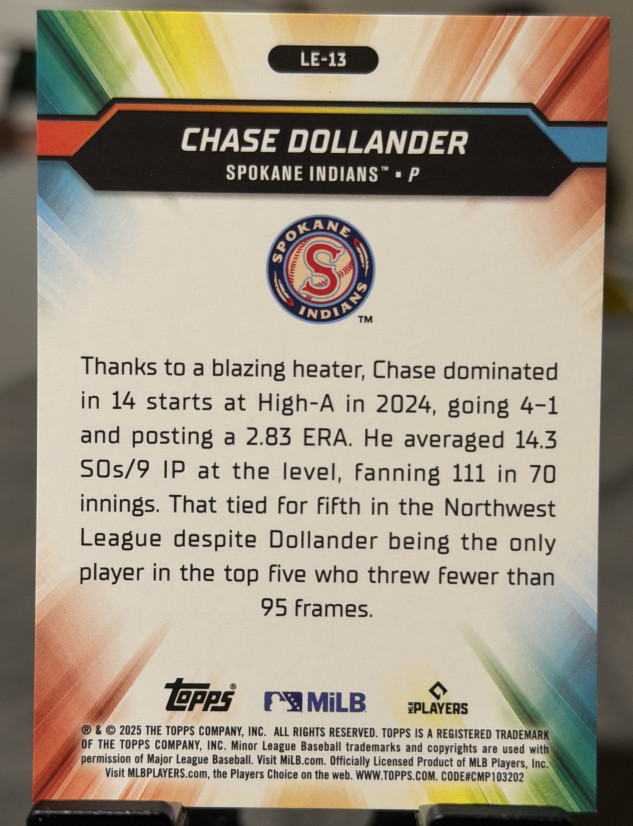 LE-13
CHASE DOLLANDER
SPOKANE INDIANS™ ▪ P
SPOKANE
S
INDIANS
TM
Thanks to a blazing heater, Chase dominated
in 14 starts at High-A in 2024, going 4-1
and posting a 2.83 ERA. He averaged 14.3
SOs/9 IP at the level, fanning 111 in 70
innings. That tied for fifth in the Northwest
League despite Dollander being the only
player in the top five who threw fewer than
95 frames.
TOPPS® MiLB MLB PLAYERS
® & © 2025 THE TOPPS COMPANY, INC. ALL RIGHTS RESERVED. TOPPS IS A REGISTERED TRADEMARK
OF THE TOPPS COMPANY, INC. Minor League Baseball trademarks and copyrights are used with
permission of Major League Baseball. Visit MiLB.com. Officially Licensed Product of MLB Players, Inc.
Visit MLBPLAYERS.com, the Players Choice on the web. WWW.TOPPS.COM. CODE#CMP103202